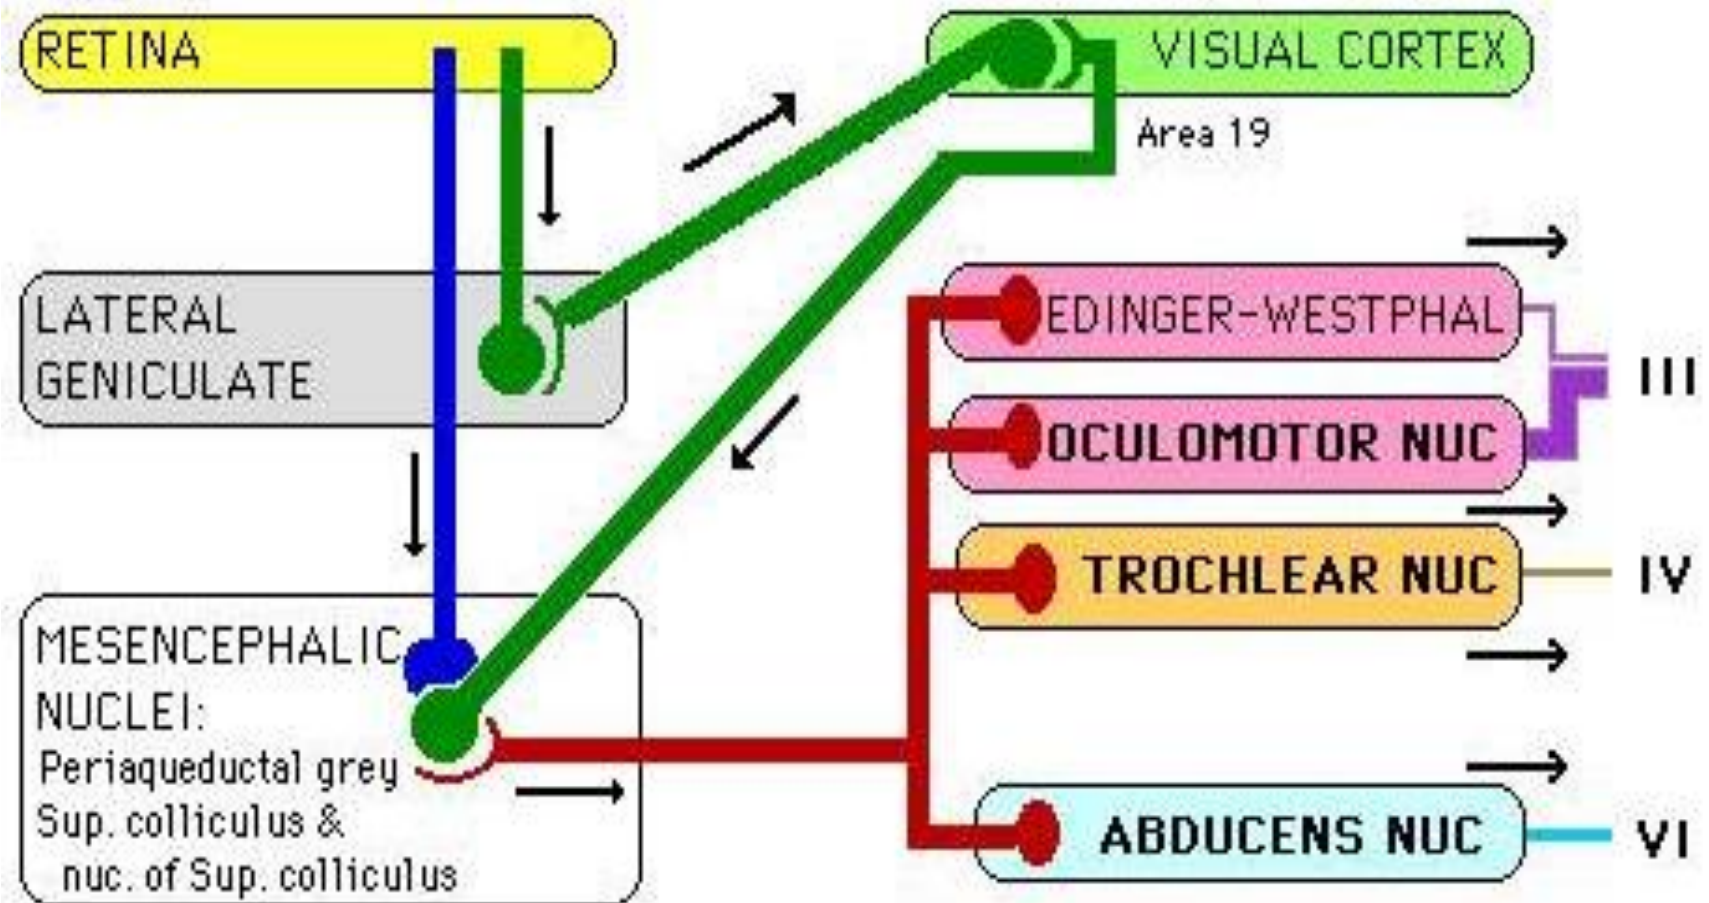 RETINA
VISUAL CORTEX
Area 19
LATERAL
GENICULATE
EDINGER-WESTPHAL
III
OCULOMOTOR NUC
TROCHLEAR NUC
IV
MESENCEPHALIC
NUCLEI:
Periaqueductal grey
Sup. colliculus &
nuc. of Sup. colliculus
ABDUCENS NUC
VI